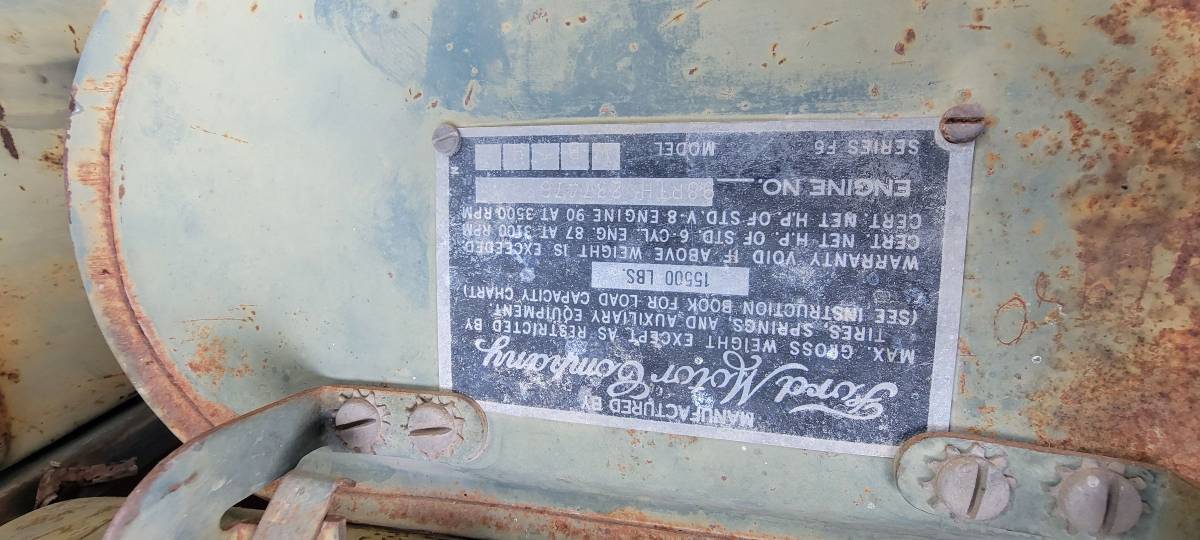 MANUFACTURED BY
Ford Motor Company
MAX. GROSS WEIGHT EXCEPT AS RESTRICTED BY
TIRES, SPRINGS, AND AUXILIARY EQUIPMENT,
(SEE INSTRUCTION BOOK FOR LOAD CAPACITY CHART)
15500 LBS.
WARRANTY VOID IF ABOVE WEIGHT IS EXCEEDED
CERT. NET H.P. OF STD. 6-CYL. ENG. 87 AT 3100 RPM
CERT. NET H.P. OF STD. V-8 ENGINE 90 AT 3500 RPM
ENGINE NO.
SERIES F6 MODEL